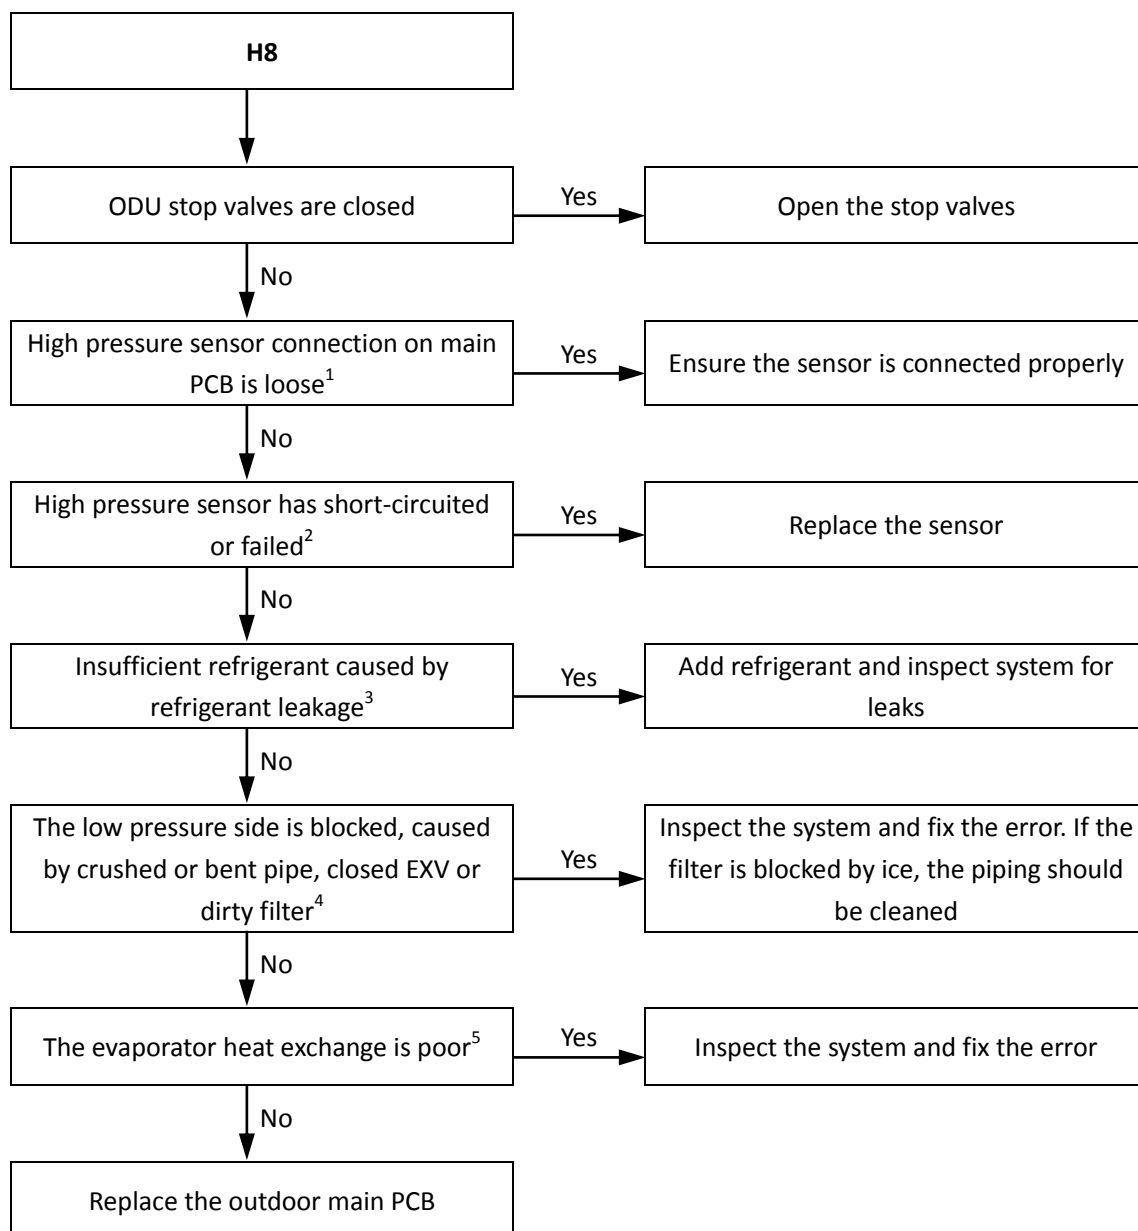 H8
ODU stop valves are closed
Yes
Open the stop valves
No
High pressure sensor connection on main
PCB is loose1
Yes
Ensure the sensor is connected properly
No
High pressure sensor has short-circuited
or failed2
Yes
Replace the sensor
No
Insufficient refrigerant caused by
refrigerant leakage3
Yes
Add refrigerant and inspect system for
leaks
No
The low pressure side is blocked, caused
by crushed or bent pipe, closed EXV or
dirty filter4
Yes
Inspect the system and fix the error. If the
filter is blocked by ice, the piping should
be cleaned
No
The evaporator heat exchange is poor5
Yes
Inspect the system and fix the error
No
Replace the outdoor main PCB